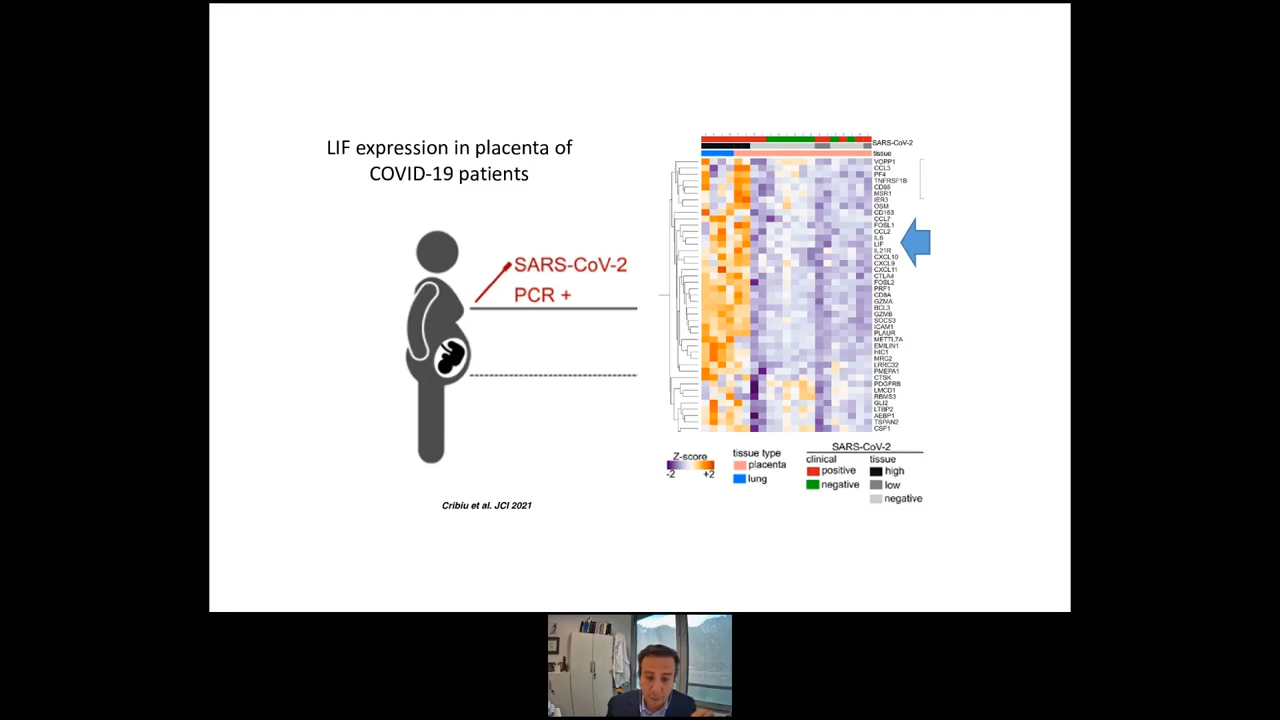 LIF expression in placenta of
COVID-19 patients
SARS-CoV-2
PCR +
Cribiu et al. JCI 2021
SARS-CoV-2
tissue
VOPP1
CCL3
PF4
TNFRSF1B
CD68
MSR1
IER3
OSM
CD163
CCL7
FOSL1
CCL2
IL6
LIF
IL21R
CXCL10
CXCL9
CXCL11
CTLA4
FOSL2
PRF1
CD8A
GZMA
BCL3
GZMB
SOCS3
ICAM1
PLAUR
METTL7A
EMILIN1
HIC1
MRC2
LRRC32
PMEPA1
CTSK
PDGFRB
LMCD1
RBMS3
GLI2
LTBP2
AEBP1
TSPAN2
CSF1
Z-score
-2 +2
tissue type
placenta
lung
SARS-CoV-2
clinical
positive
negative
tissue
high
low
negative